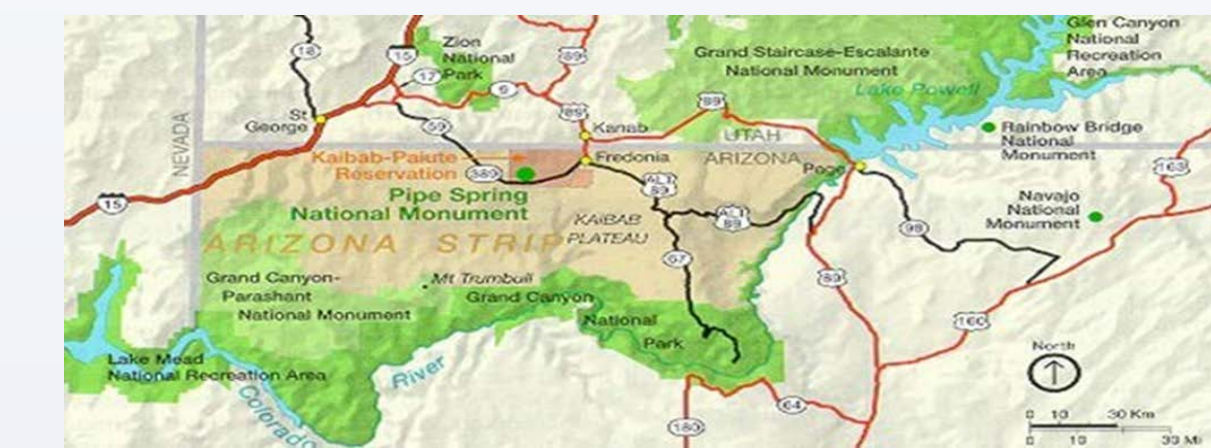 Glen Canyon
National
Recreation
Area
18
15
Zion
National
Park
17
9
89
Grand Staircase-Escalante
National Monument
Lake Powell
89
St
George
59
89
Kanab
UTAH
Rainbow Bridge
National
Monument
NEVADA
Kaibab-Paiute
Reservation
389
Fredonia
ARIZONA
Page
163
ALT
89
Pipe Spring
National Monument
15
KAIBAB
PLATEAU
ALT
89
Navajo
National
Monument
98
ARIZONA STRIP
67
Grand Canyon-
Parashant
National Monument
Mt Trumbull
Grand Canyon
National
Park
89
160
North
Lake Mead
National Recreation Area
River
Colorado
64
180
0 10 30 Km
0 10 30 Mi